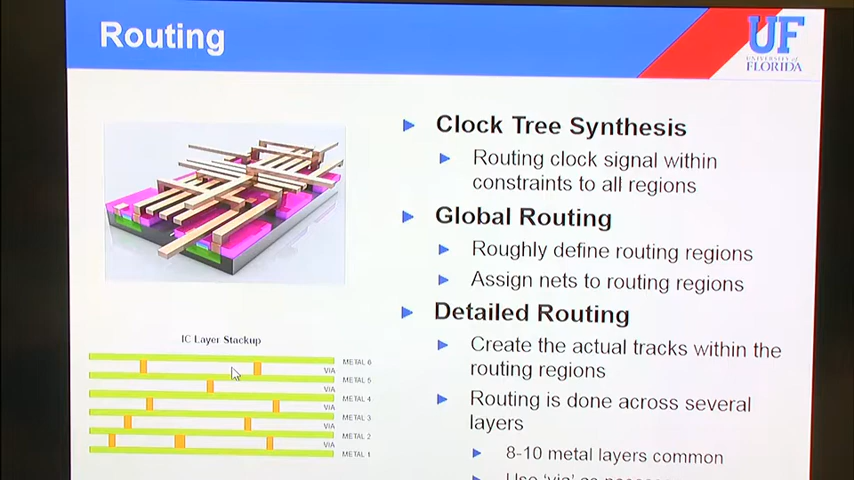 Routing
UF
UNIVERSITY of
FLORIDA
Clock Tree Synthesis
Routing clock signal within
constraints to all regions
Global Routing
Roughly define routing regions
Assign nets to routing regions
Detailed Routing
Create the actual tracks within the
routing regions
Routing is done across several
layers
8-10 metal layers common
Use 'via' as
IC Layer Stackup
METAL 6
VIA
METAL 5
VIA
METAL 4
VIA
METAL 3
VIA
METAL 2
VIA
METAL 1